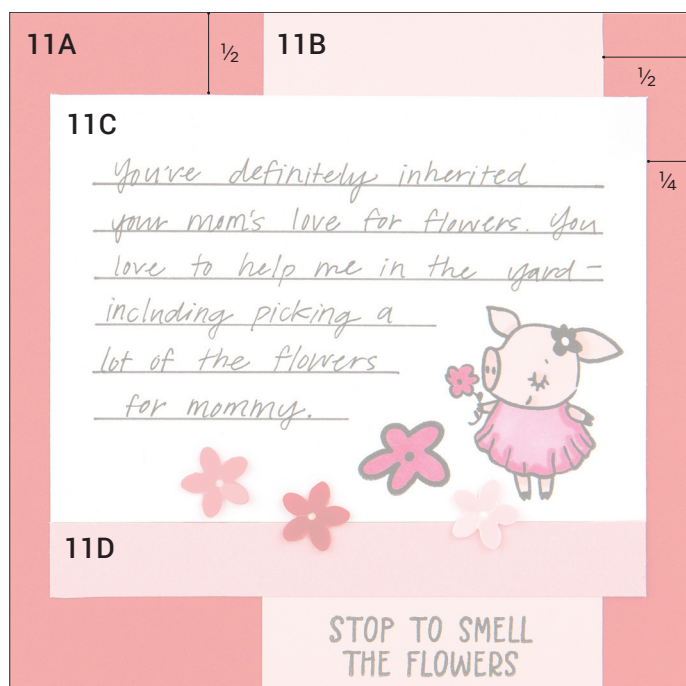 11A
½
11B
½
11C
¼
You've definitely inherited
your mom's love for flowers. You
love to help me in the yard-
including picking a
lot of the flowers
for mommy.
11D
STOP TO SMELL
THE FLOWERS